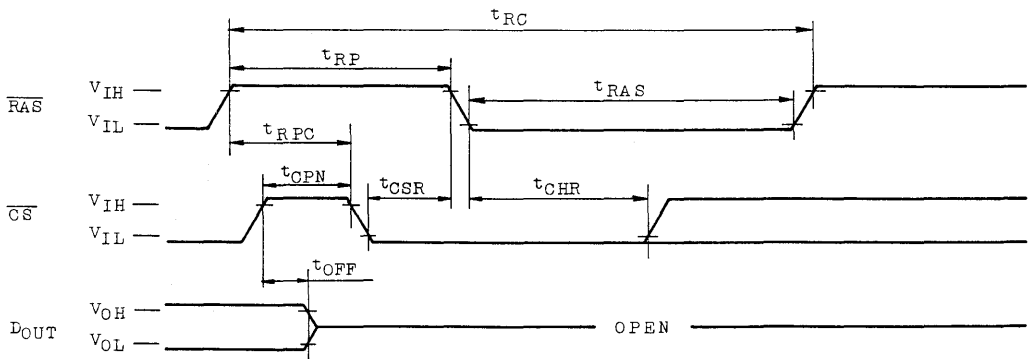 tRC
tRP
RAS
VIH
VIL
tRAS
tRPC
tCPN
tCSR
tCHR
CS
VIH
VIL
tOFF
DOUT
VOH
VOL
OPEN